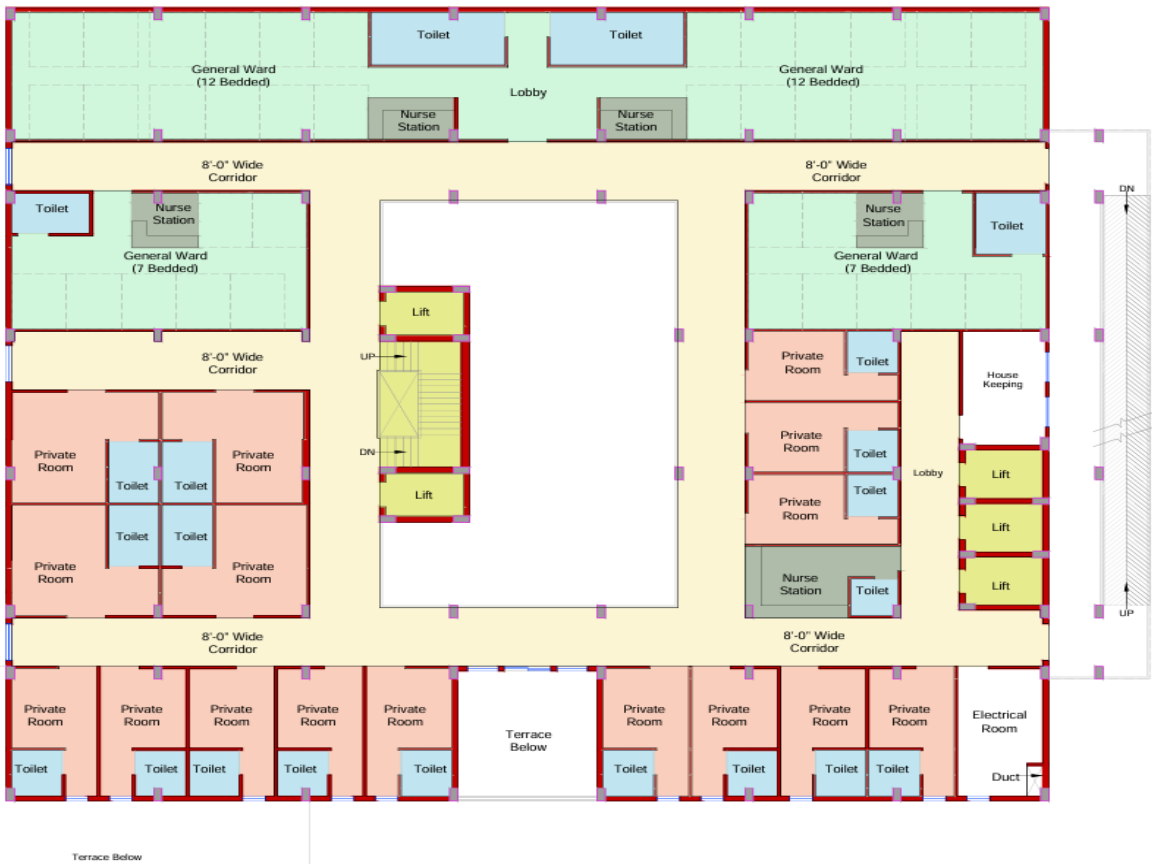 Toilet
Toilet
General Ward
(12 Bedded)
General Ward
(12 Bedded)
Lobby
Nurse
Station
Nurse
Station
8'-0" Wide
Corridor
8'-0" Wide
Corridor
DN
Toilet
Nurse
Station
Nurse
Station
Toilet
General Ward
(7 Bedded)
General Ward
(7 Bedded)
Lift
UP
8'-0" Wide
Corridor
Private
Room
Toilet
House
Keeping
DN
Private
Room
Toilet
Private
Room
Private
Room
Toilet
Toilet
Lift
Lobby
Lift
Private
Room
Toilet
Toilet
Toilet
Lift
Private
Room
Private
Room
Nurse
Station
Toilet
Lift
UP
8'-0" Wide
Corridor
8'-0" Wide
Corridor
Private
Room
Private
Room
Private
Room
Private
Room
Private
Room
Terrace
Below
Private
Room
Private
Room
Private
Room
Private
Room
Electrical
Room
Toilet
Toilet
Toilet
Toilet
Toilet
Toilet
Toilet
Toilet
Toilet
Duct
Terrace Below